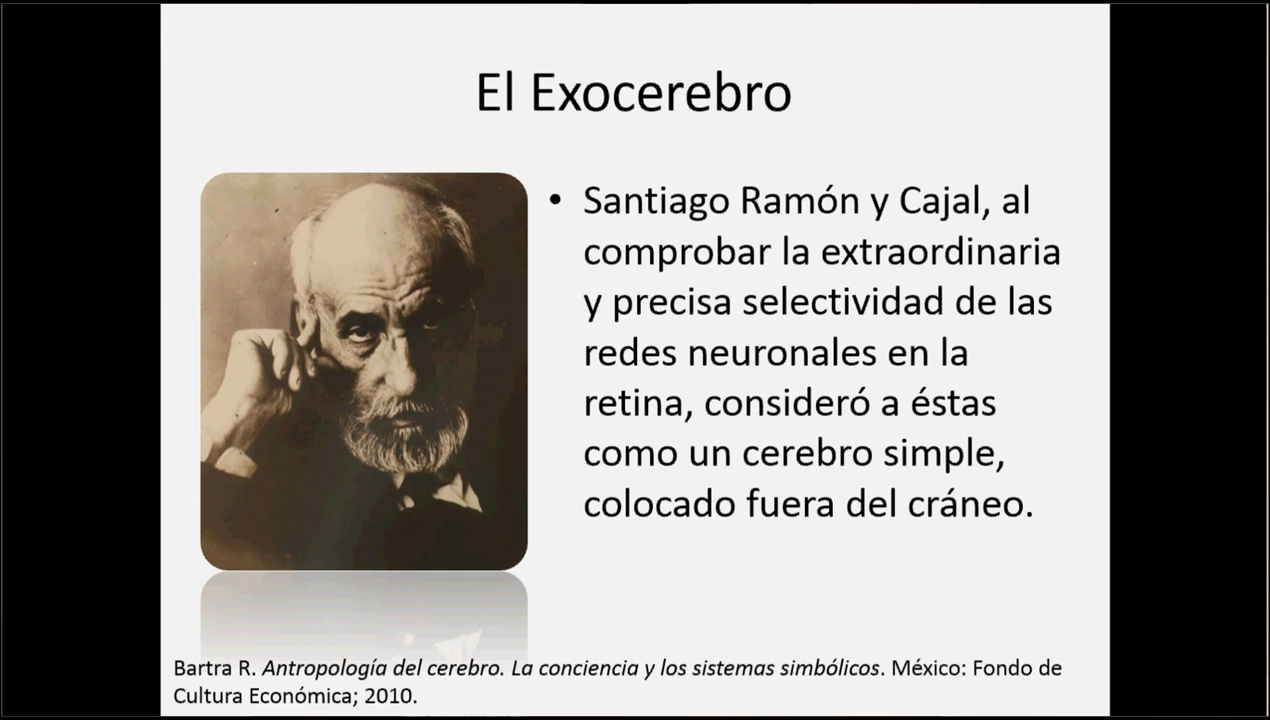 El Exocerebro
• Santiago Ramón y Cajal, al
comprobar la extraordinaria
y precisa selectividad de las
redes neuronales en la
retina, consideró a éstas
como un cerebro simple,
colocado fuera del cráneo.
Bartra R. Antropología del cerebro. La conciencia y los sistemas simbólicos. México: Fondo de
Cultura Económica; 2010.